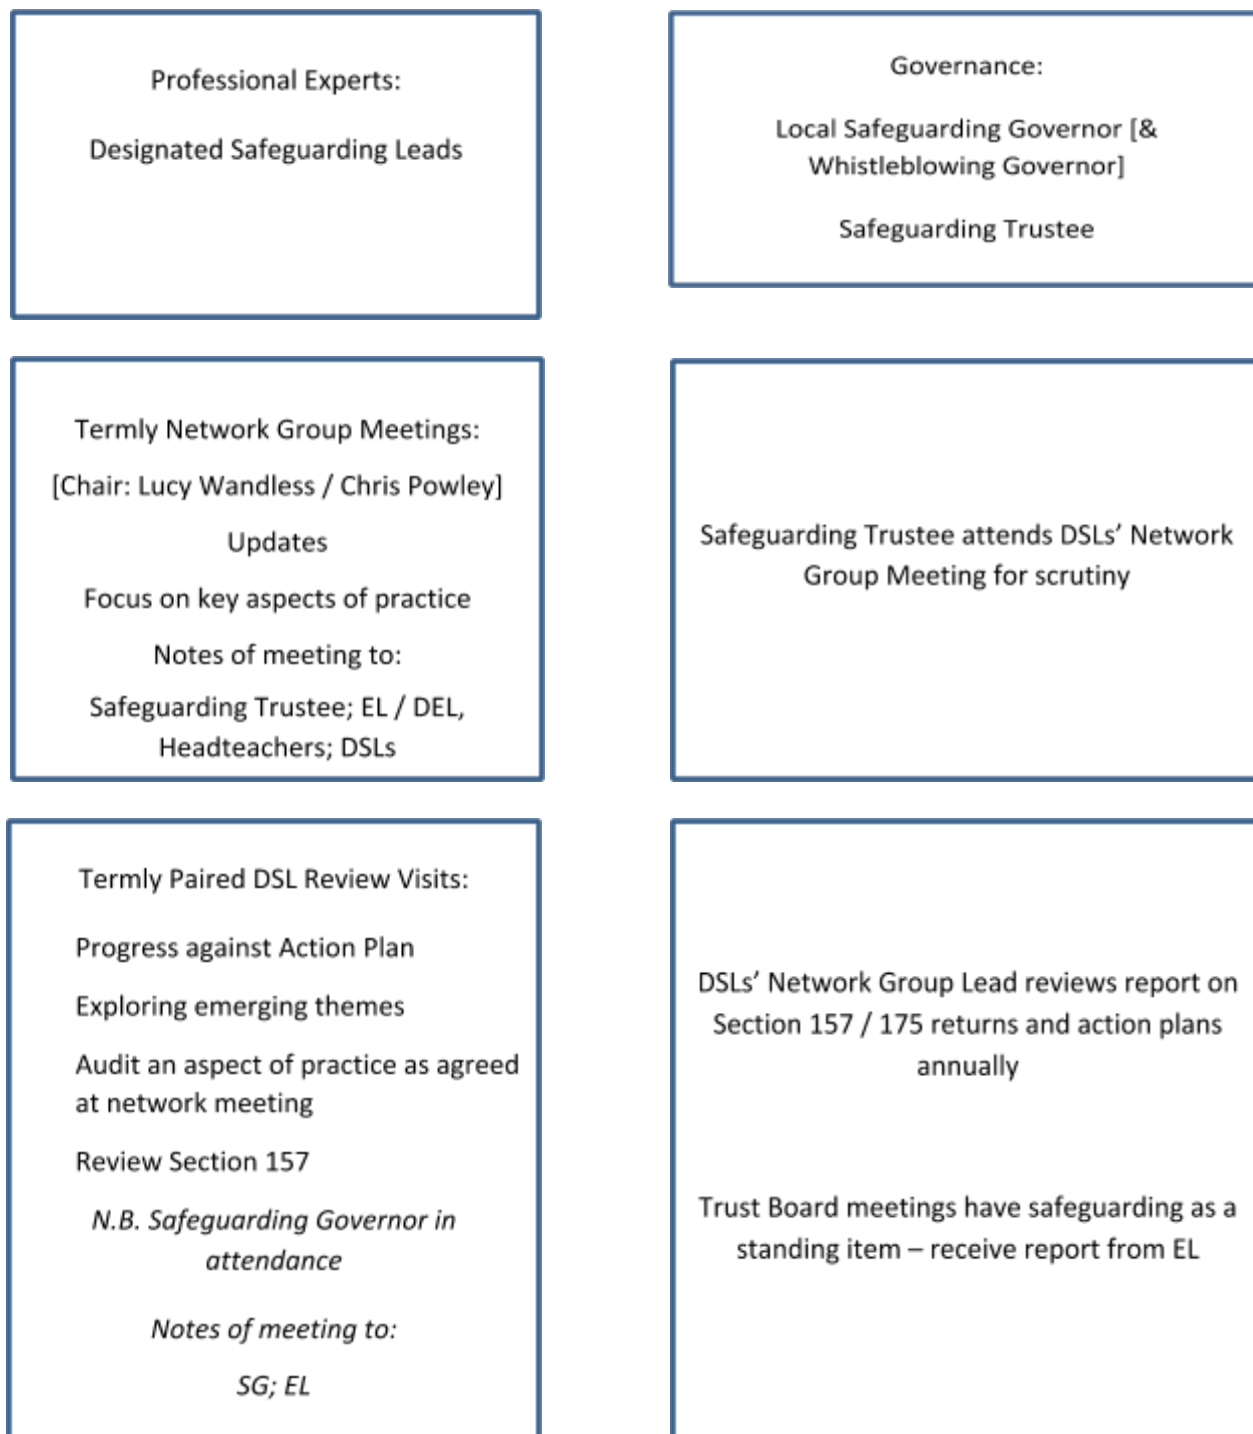 Professional Experts:
Designated Safeguarding Leads
Governance:
Local Safeguarding Governor [&
Whistleblowing Governor]
Safeguarding Trustee
Termly Network Group Meetings:
[Chair: Lucy Wandless / Chris Powley]
Updates
Focus on key aspects of practice
Notes of meeting to:
Safeguarding Trustee; EL / DEL,
Headteachers; DSLs
Safeguarding Trustee attends DSLs’ Network
Group Meeting for scrutiny
Termly Paired DSL Review Visits:
Progress against Action Plan
Exploring emerging themes
Audit an aspect of practice as agreed
at network meeting
Review Section 157
N.B. Safeguarding Governor in
attendance
Notes of meeting to:
SG; EL
DSLs’ Network Group Lead reviews report on
Section 157 / 175 returns and action plans
annually
Trust Board meetings have safeguarding as a
standing item – receive report from EL